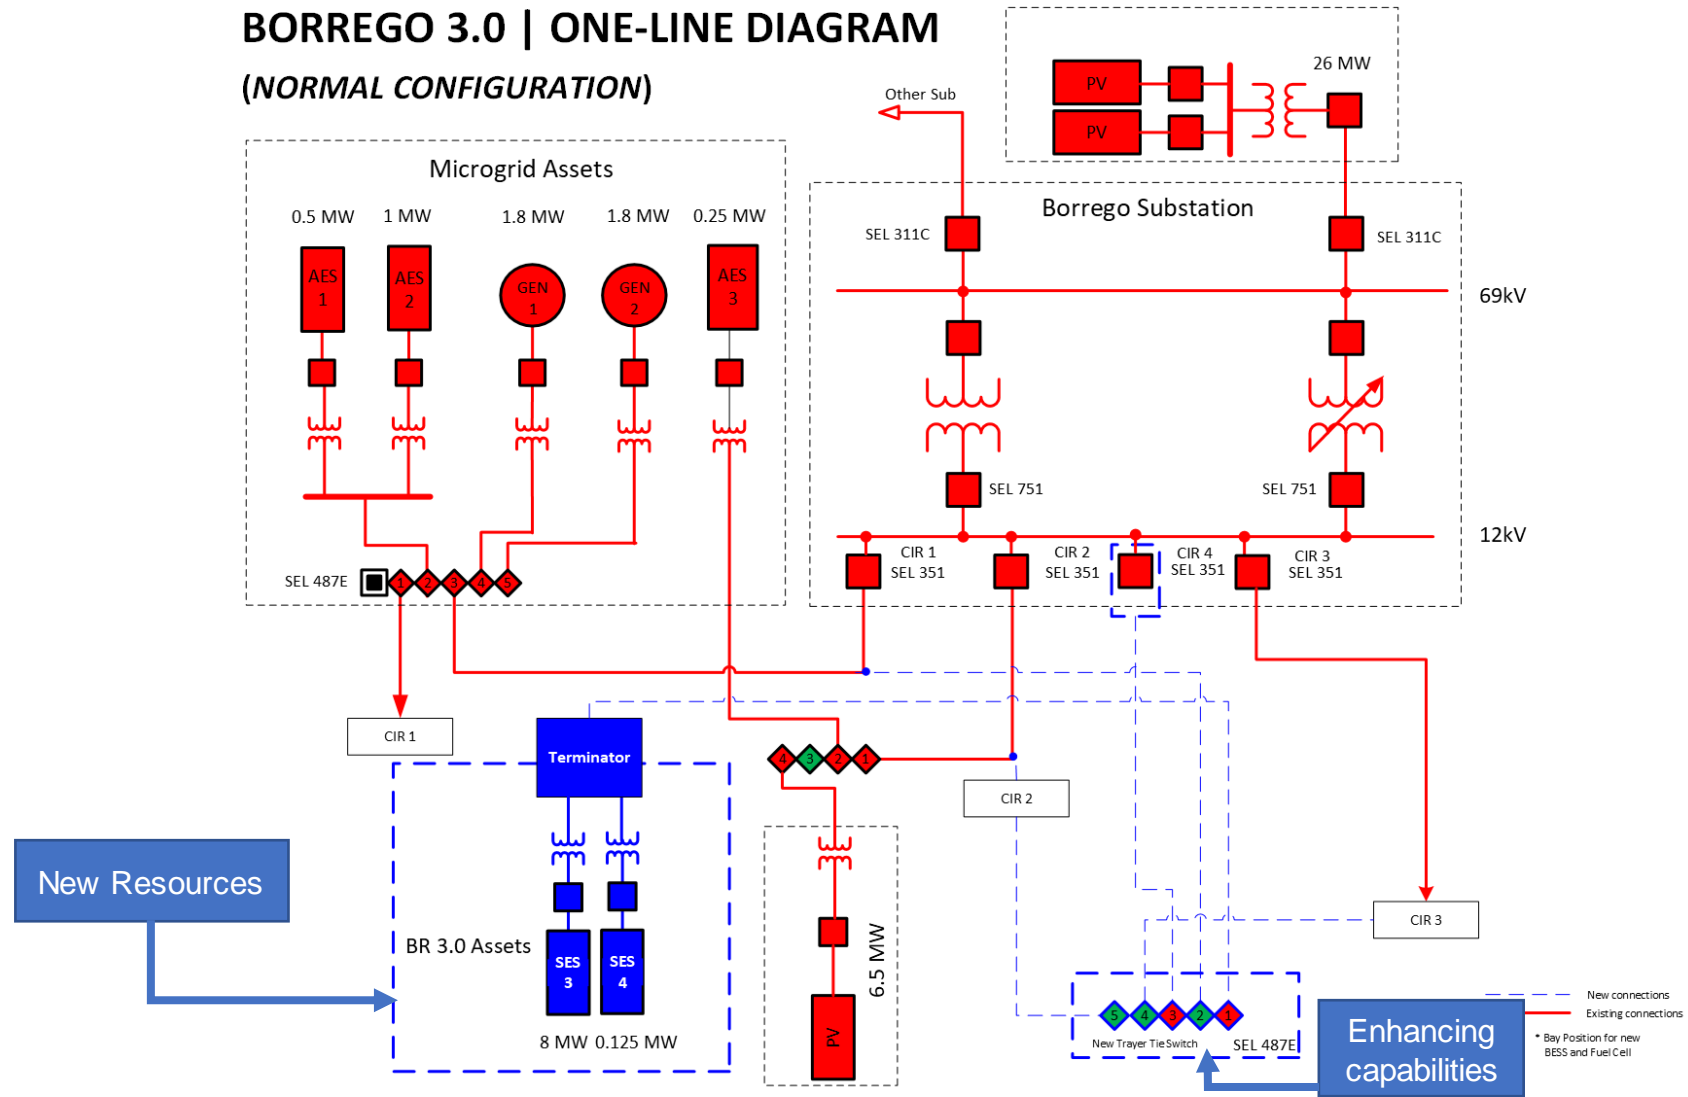 BORREGO 3.0 | ONE-LINE DIAGRAM
(NORMAL CONFIGURATION)
Other Sub
PV
PV
26 MW
Microgrid Assets
0.5 MW
1 MW
1.8 MW
1.8 MW
0.25 MW
AES
1
AES
2
GEN
1
GEN
2
AES
3
SEL 487E
1
2
3
4
5
Borrego Substation
SEL 311C
SEL 311C
69kV
SEL 751
SEL 751
12kV
CIR 1
SEL 351
CIR 2
SEL 351
CIR 4
SEL 351
CIR 3
SEL 351
CIR 1
Terminator
4
3
2
1
CIR 2
New Resources
BR 3.0 Assets
SES
3
SES
4
8 MW
0.125 MW
6.5 MW
PV
CIR 3
5
4
3
2
1
New Trayer Tie Switch
SEL 487E
Enhancing
capabilities
New connections
Existing connections
* Bay Position for new
BESS and Fuel Cell